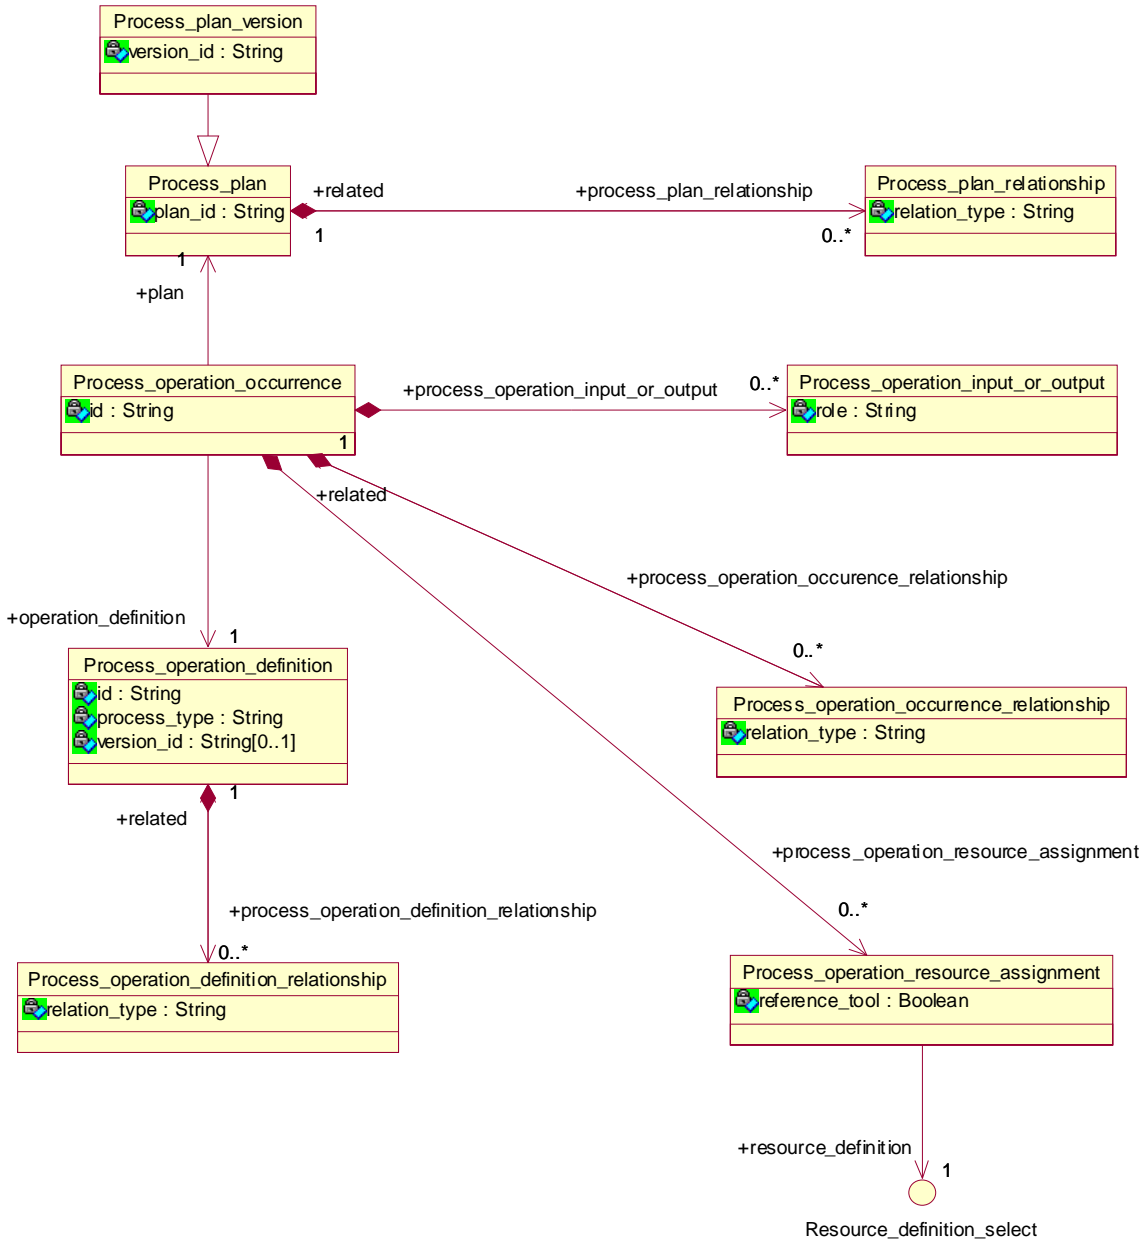 Process_plan_version
version_id : String
Process_plan
plan_id : String
+related
1
+process_plan_relationship
0..*
Process_plan_relationship
relation_type : String
1
+plan
Process_operation_occurrence
id : String
1
+process_operation_input_or_output
0..*
Process_operation_input_or_output
role : String
+related
+process_operation_occurence_relationship
0..*
+operation_definition
1
Process_operation_definition
id : String
process_type : String
version_id : String[0..1]
Process_operation_occurrence_relationship
relation_type : String
1
+related
+process_operation_resource_assignment
0..*
+process_operation_definition_relationship
0..*
Process_operation_definition_relationship
relation_type : String
Process_operation_resource_assignment
reference_tool : Boolean
+resource_definition
1
Resource_definition_select